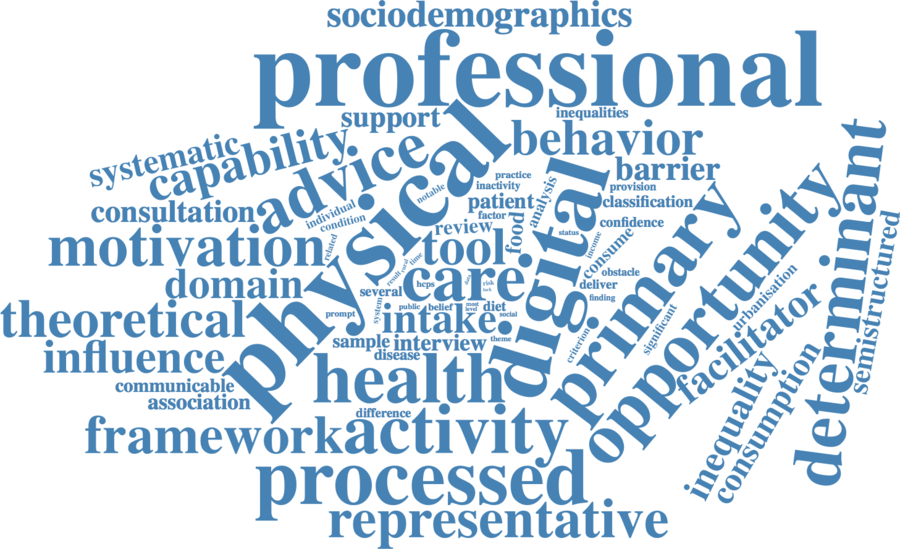 sociodemographics
professional
inequalities
support
behavior
systematic
capability
advice
physical
barrier
practice
inactivity
notable
analysis
provision
patient
classification
consultation
individual
condition
factor
food
digital
confidence
determinant
motivation
related
review
tool
status
income
consume
primary
opportunity
semistructured
domain
result
time
care
obstacle
several
hcps
risk
lack
deliver
finding
urbanisation
theoretical
prompt
system
public
belief
most
level
diet
social
intake
significant
facilitator
influence
sample
interview
theme
criterion
disease
communicable
association
health
inequality
consumption
difference
framework
activity
processed
representative